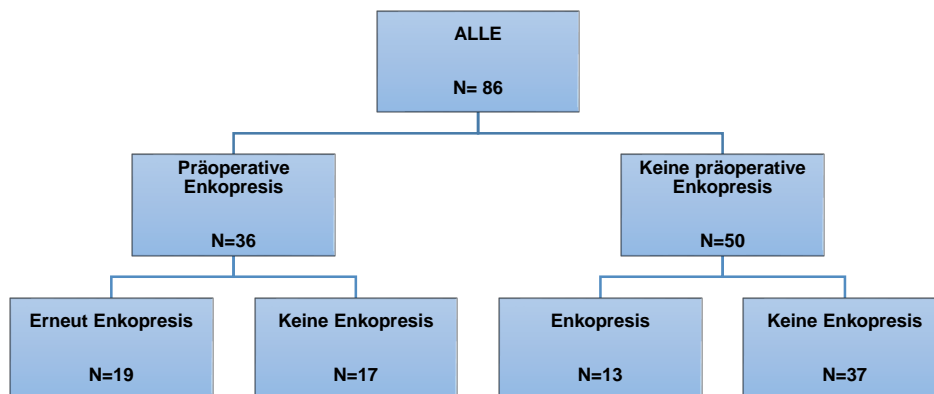 ALLE
N= 86
Präoperative
Enkopresis
N=36
Keine präoperative
Enkopresis
N=50
Erneut Enkopresis
N=19
Keine Enkopresis
N=17
Enkopresis
N=13
Keine Enkopresis
N=37